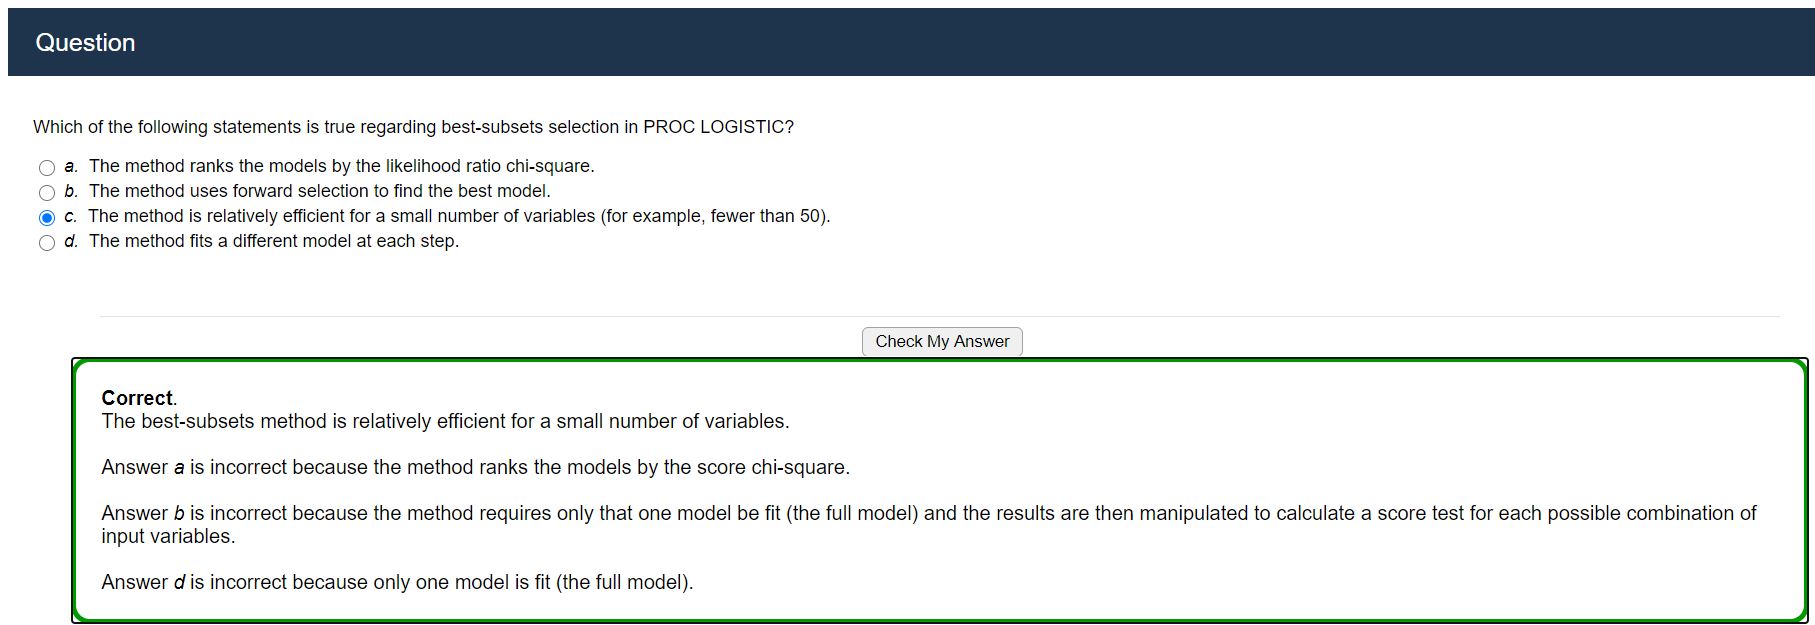 Question
Which of the following statements is true regarding best-subsets selection in PROC LOGISTIC?
a. The method ranks the models by the likelihood ratio chi-square.
b. The method uses forward selection to find the best model.
c. The method is relatively efficient for a small number of variables (for example, fewer than 50).
d. The method fits a different model at each step.
Check My Answer
Correct.
The best-subsets method is relatively efficient for a small number of variables.
Answer a is incorrect because the method ranks the models by the score chi-square.
Answer b is incorrect because the method requires only that one model be fit (the full model) and the results are then manipulated to calculate a score test for each possible combination of
input variables.
Answer d is incorrect because only one model is fit (the full model).